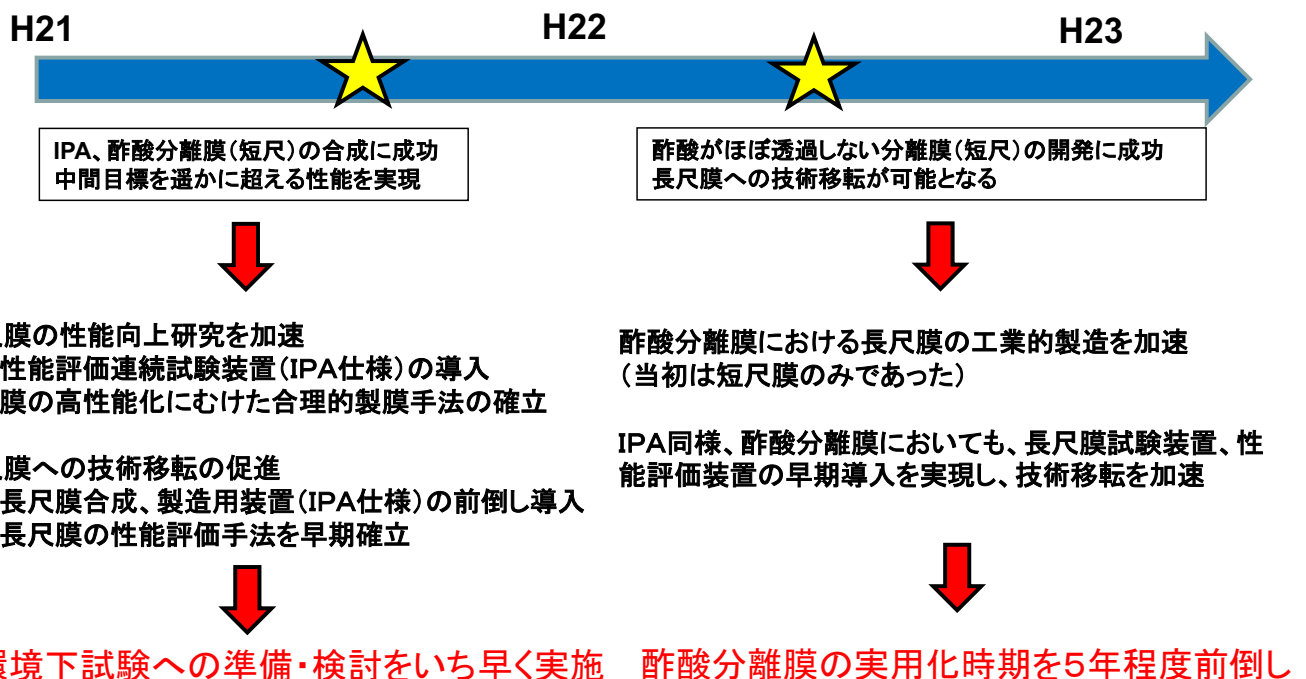 H21
H22
H23
IPA、酢酸分離膜(短尺)の合成に成功
中間目標を遥かに超える性能を実現
膜の性能向上研究を加速
性能評価連続試験装置(IPA仕様)の導入
膜の高性能化にむけた合理的製膜手法の確立
膜への技術移転の促進
長尺膜合成、製造用装置(IPA仕様)の前倒し導入
長尺膜の性能評価手法を早期確立
環境下試験への準備・検討をいち早く実施
酢酸がほぼ透過しない分離膜(短尺)の開発に成功
長尺膜への技術移転が可能となる
酢酸分離膜における長尺膜の工業的製造を加速
(当初は短尺膜のみであった)
IPA同様、酢酸分離膜においても、長尺膜試験装置、性
能評価装置の早期導入を実現し、技術移転を加速
酢酸分離膜の実用化時期を5年程度前倒し